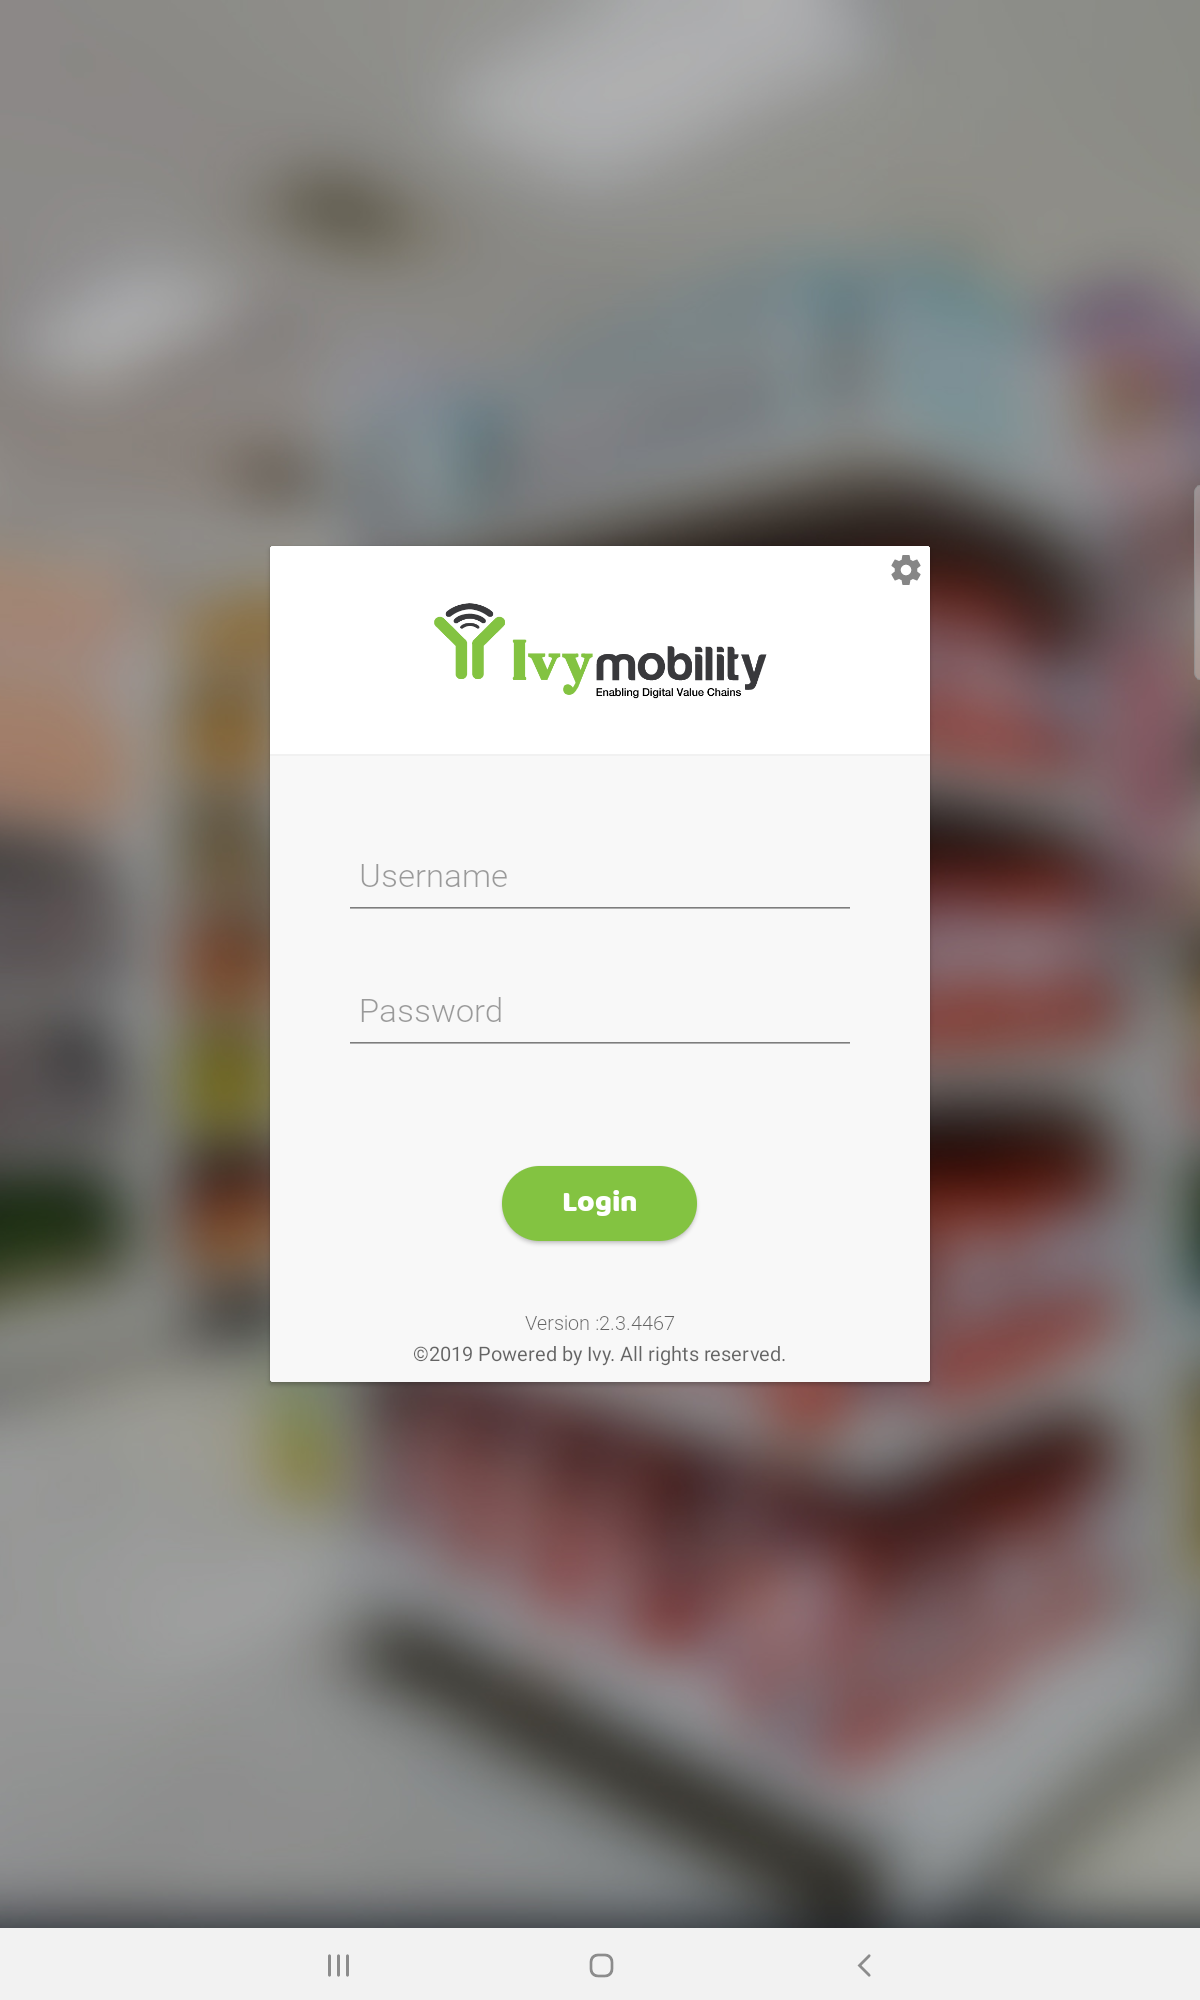 Ivymobility
Enabling Digital Value Chains
Username
Password
Login
Version :2.3.4467
©2019 Powered by Ivy. All rights reserved.